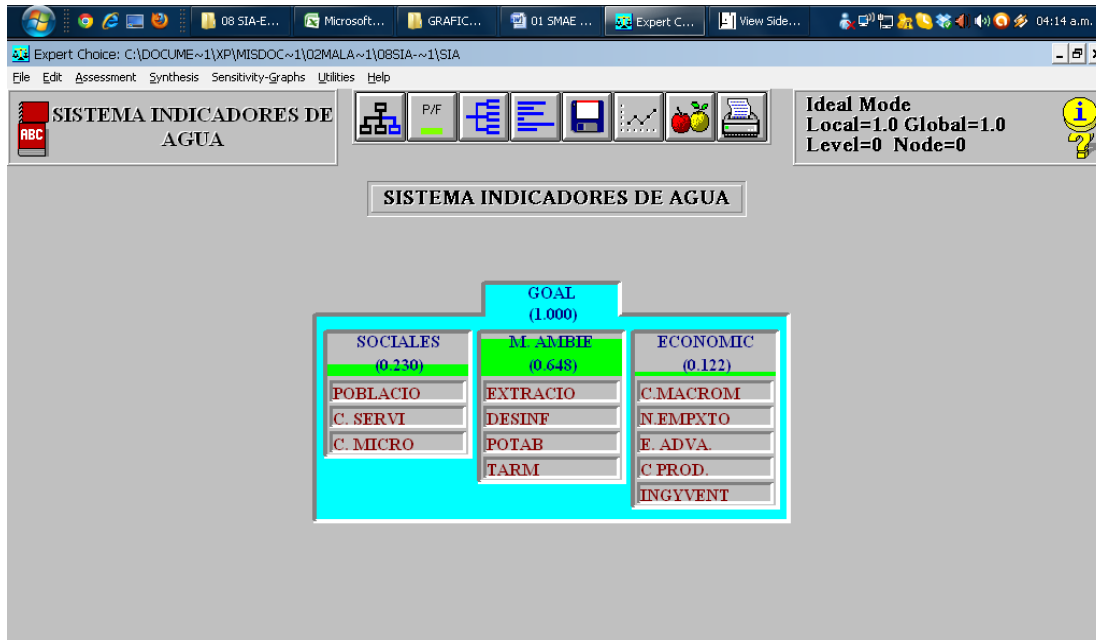 08 SIA-E... Microsoft... GRAFIC... 01 SMAE ... Expert C... View Side... 04:14 a.m.
Expert Choice: C:\DOCUME~1\XP\MISDOC~1\02MALA~1\08SIA-~1\SIA
File Edit Assessment Synthesis Sensitivity-Graphs Utilities Help
ABC
SISTEMA INDICADORES DE
AGUA
P/F
Ideal Mode
Local=1.0 Global=1.0
Level=0 Node=0
SISTEMA INDICADORES DE AGUA
GOAL
(1.000)
SOCIALES
(0.230)
POBLACIO
C. SERVI
C. MICRO
M. AMBIE
(0.648)
EXTRACIO
DESINF
POTAB
TARM
ECONOMIC
(0.122)
C.MACROM
N.EMPXTO
E. ADVA.
C PROD.
INGYVENT